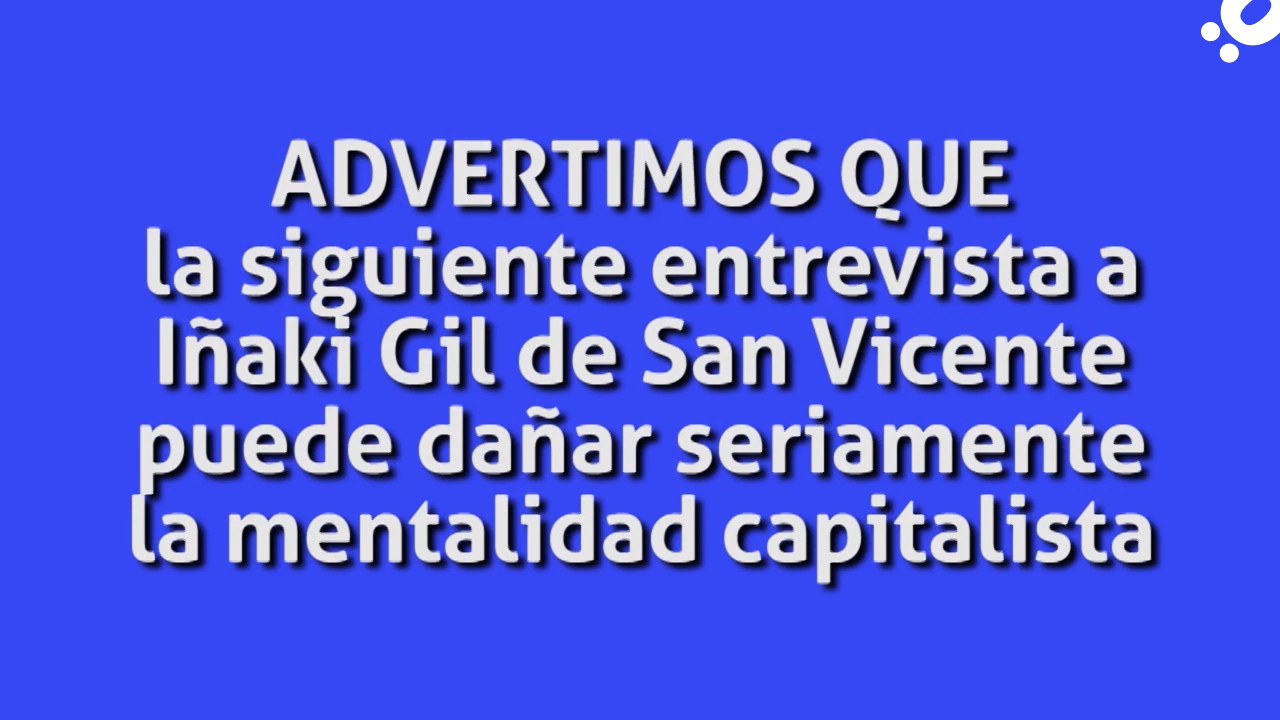 ADVERTIMOS QUE
la siguiente entrevista a
Iñaki Gil de San Vicente
puede dañar seriamente
la mentalidad capitalista